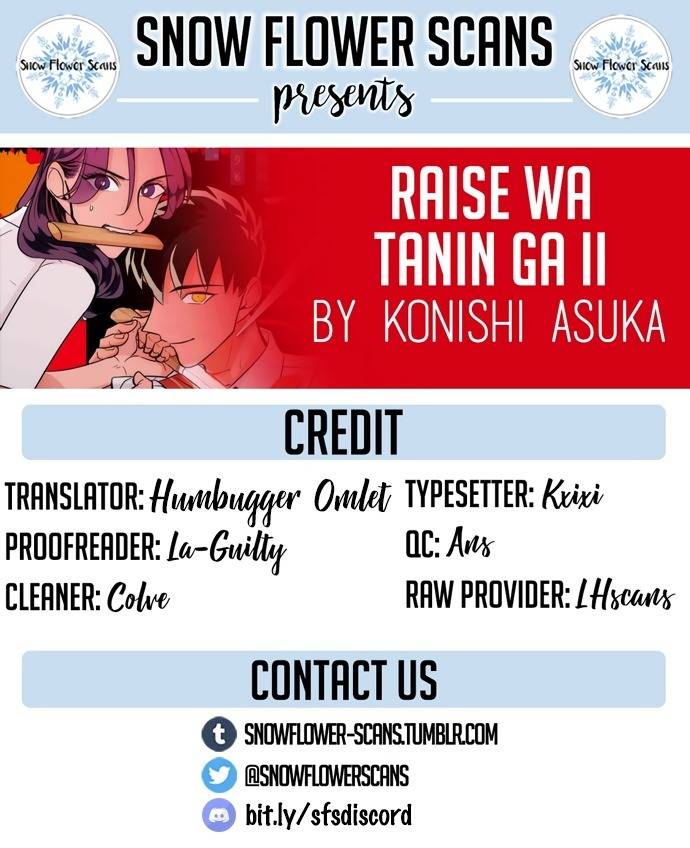 SNOW FLOWER SCANS
presents
Snow Flower Scans
Snow Flower Scans
RAISE WA
TANIN GA II
BY KONISHI ASUKA
CREDIT
TRANSLATOR: Humbugger Omlet
TYPESETTER: Kxixi
PROOFREADER: La-Guilty
QC: Ans
CLEANER: Colve
RAW PROVIDER: LHscans
CONTACT US
SNOWFLOWER-SCANS.TUMBLR.COM
@SNOWFLOWERSCANS
bit.ly/sfsdiscord